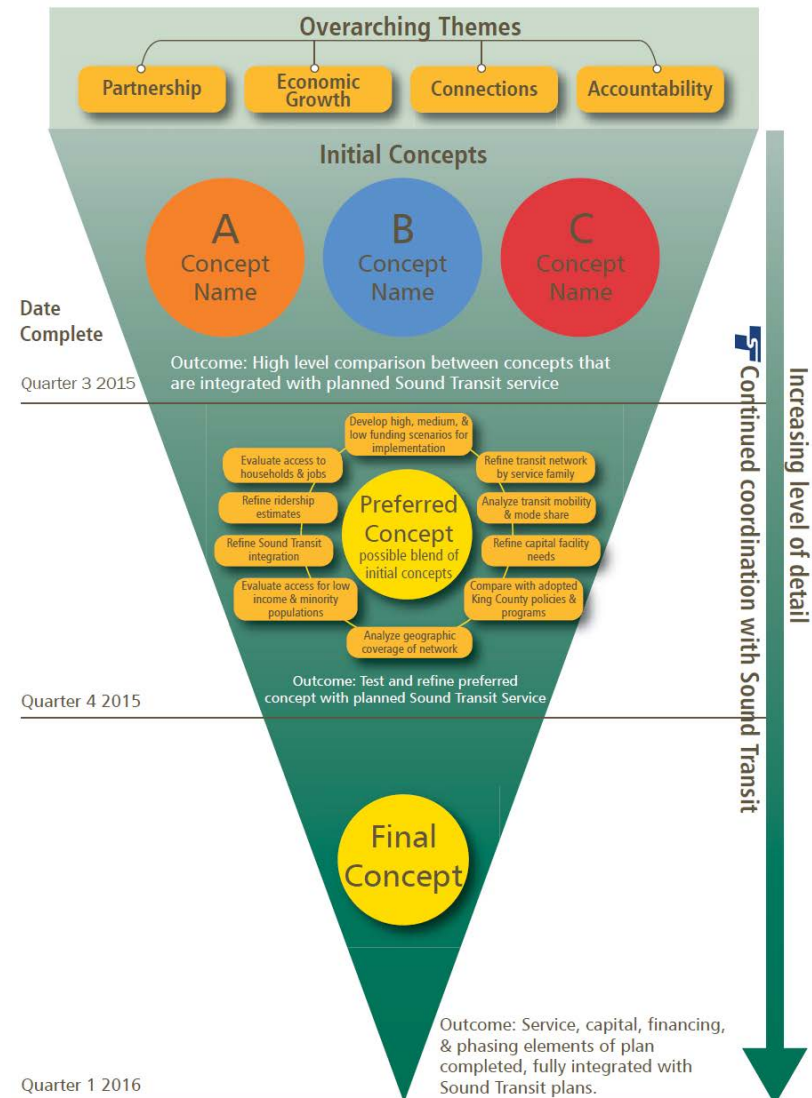 Overarching Themes
Partnership
Economic
Growth
Connections
Accountability
Initial Concepts
A
Concept
Name
B
Concept
Name
C
Concept
Name
Date
Complete
Outcome: High level comparison between concepts that
are integrated with planned Sound Transit service
Quarter 3 2015
Develop high, medium, &
low funding scenarios for
implementation
Evaluate access to
households & jobs
Refine transit network
by service family
Refine ridership
estimates
Analyze transit mobility
& mode share
Preferred
Concept
possible blend of
initial concepts
Refine Sound Transit
integration
Refine capital facility
needs
Evaluate access for low
income & minority
populations
Compare with adopted
King County policies &
programs
Analyze geographic
coverage of network
Outcome: Test and refine preferred
concept with planned Sound Transit Service
Quarter 4 2015
Final
Concept
Outcome: Service, capital, financing,
& phasing elements of plan
completed, fully integrated with
Sound Transit plans.
Quarter 1 2016
ST
Continued coordination with Sound Transit
Increasing level of detail